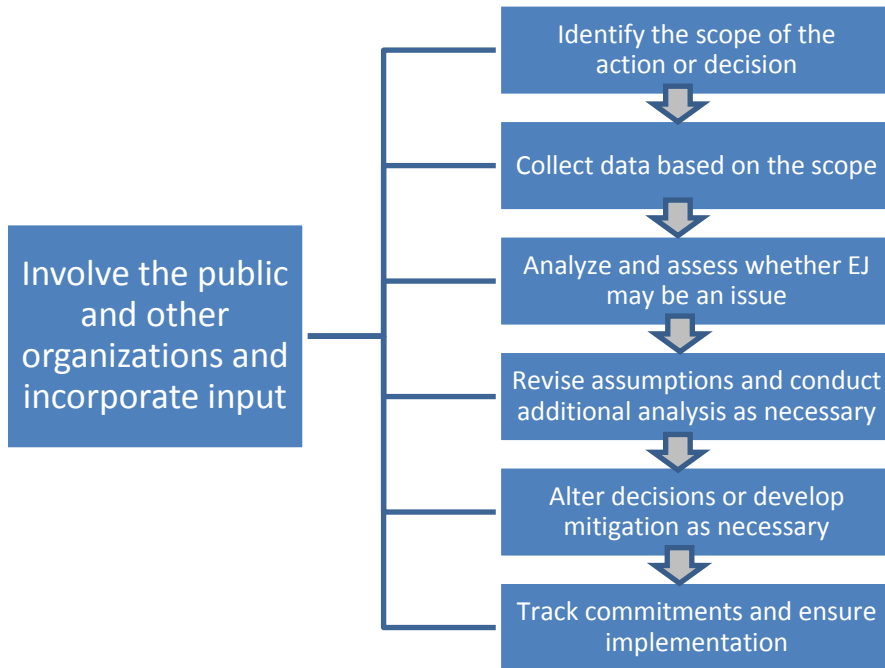 Involve the public
and other
organizations and
incorporate input
Identify the scope of the
action or decision
Collect data based on the scope
Analyze and assess whether EJ
may be an issue
Revise assumptions and conduct
additional analysis as necessary
Alter decisions or develop
mitigation as necessary
Track commitments and ensure
implementation